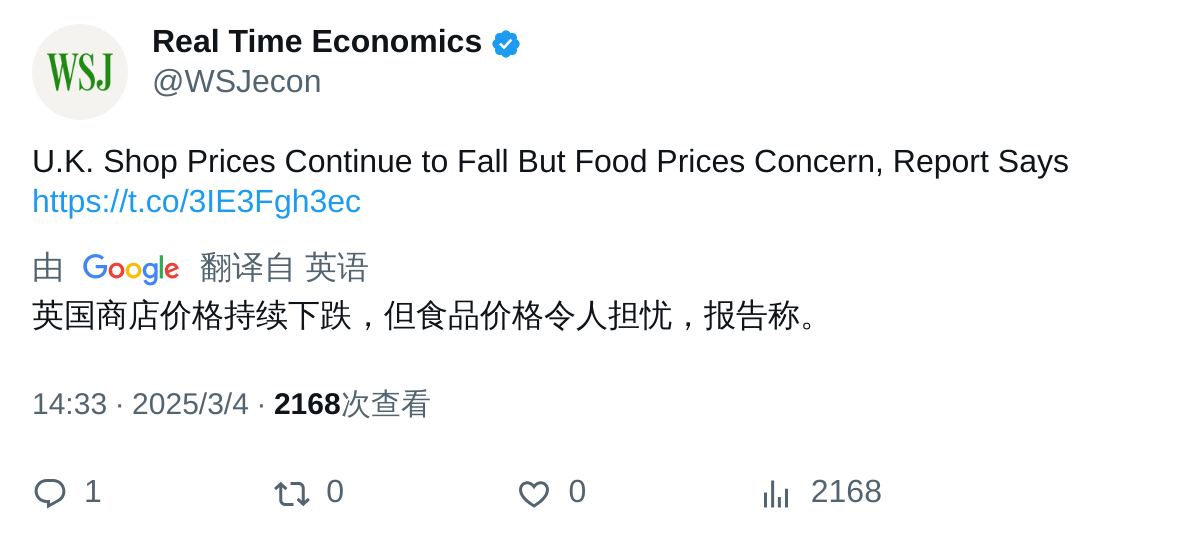 WSJ
Real Time Economics
@WSJecon
U.K. Shop Prices Continue to Fall But Food Prices Concern, Report Says
https://t.co/3IE3Fgh3ec
由 Google 翻译自 英语
英国商店价格持续下跌，但食品价格令人担忧，报告称。
14:33 · 2025/3/4 · 2168次查看
1 0 0 2168